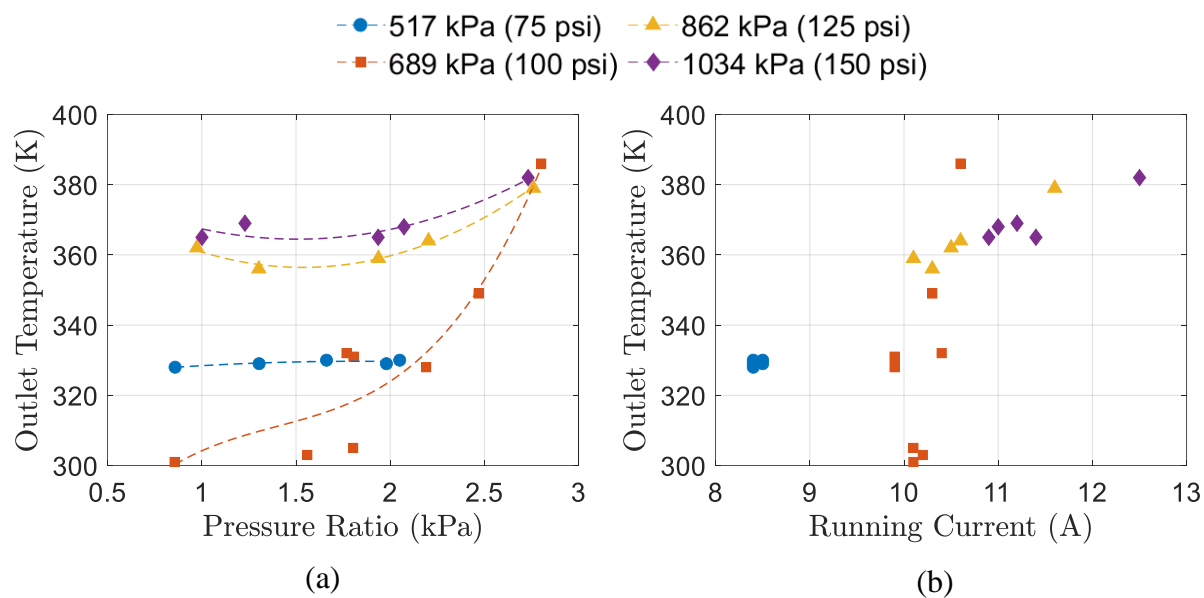 517 kPa (75 psi)
862 kPa (125 psi)
689 kPa (100 psi)
1034 kPa (150 psi)
Outlet Temperature (K)
400
380
360
340
320
300
0.5
1
1.5
2
2.5
3
Pressure Ratio (kPa)
(a)
Outlet Temperature (K)
400
380
360
340
320
300
8
9
10
11
12
13
Running Current (A)
(b)